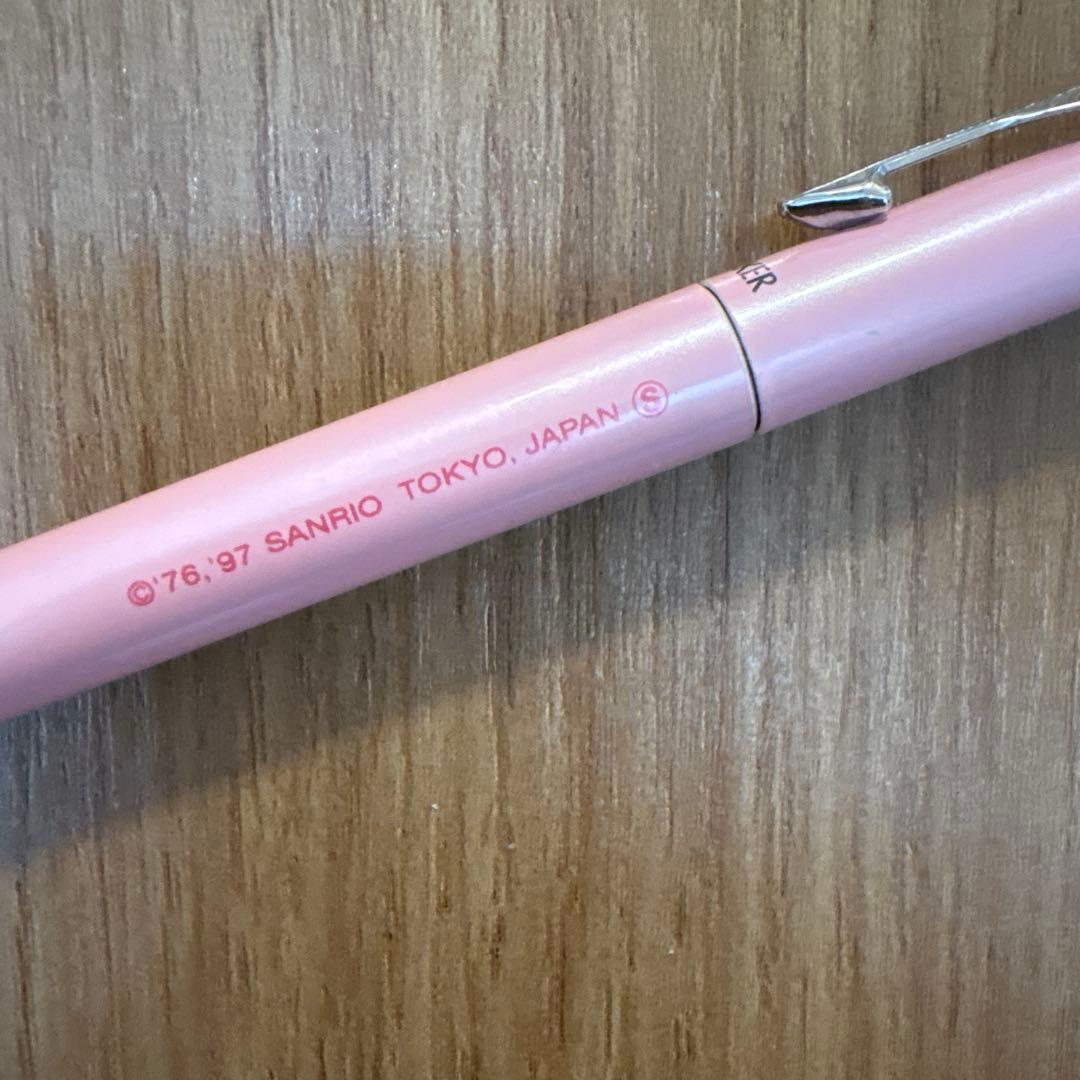 ©'76,'97 SANRIO TOKYO, JAPAN Ⓢ